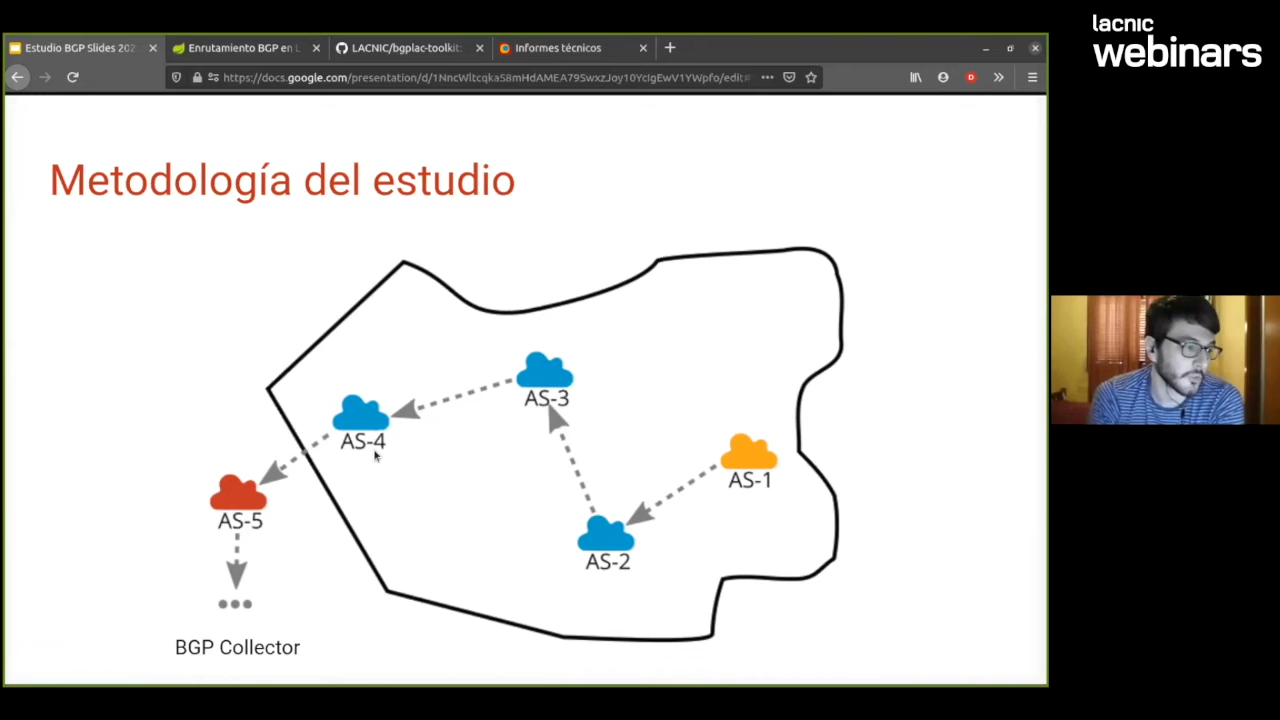 Estudio BGP Slides 202
Enrutamiento BGP en L
LACNIC/bgplac-toolkit:
Informes técnicos
https://docs.google.com/presentation/d/1NncWltcqkaS8mHdAMEA79SwxzJoy10YcIgEwV1YWpfo/edit#
lacnic
webinars
Metodología del estudio
AS-3
AS-4
AS-1
AS-5
AS-2
BGP Collector